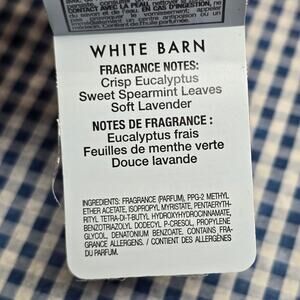 CONTACT AVEC LA PEAU, EN CAS D'INGESTION, appeler
WHITE BARN
FRAGRANCE NOTES:
Crisp Eucalyptus
Sweet Spearmint Leaves
Soft Lavender
NOTES DE FRAGRANCE :
Eucalyptus frais
Feuilles de menthe verte
Douce lavande
INGREDIENTS: FRAGRANCE (PARFUM), PPG-2 METHYL
ETHER ACETATE, ISOPROPYL MYRISTATE, PENTAERYTH-
RITYL TETRA-DI-T-BUTYL HYDROXYHYDROCINNAMATE,
BENZOTRIAZOLYL DODECYL P-CRESOL, PROPYLENE
GLYCOL, DENATONIUM BENZOATE. CONTAINS FRA-
GRANCE ALLERGENS. / CONTIENT DES ALLERGÈNES
DU PARFUM.